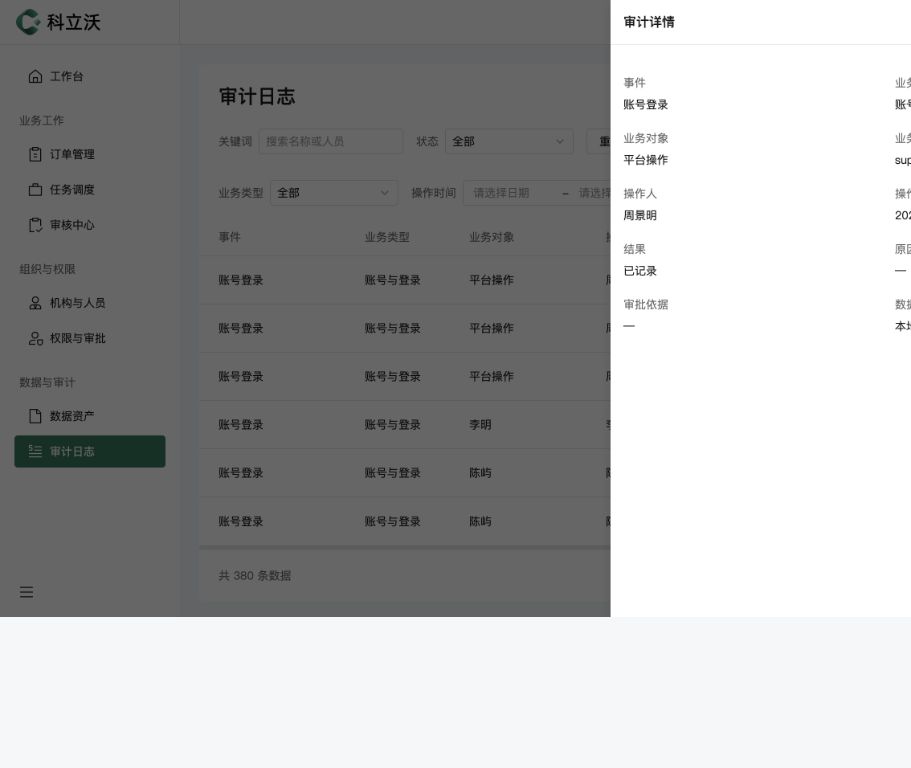 科立沃
工作台
业务工作
订单管理
任务调度
审核中心
组织与权限
机构与人员
权限与审批
数据与审计
数据资产
审计日志
审计日志
关键词 搜索名称或人员 状态 全部
业务类型 全部 操作时间 请选择日期 –
事件 业务类型 业务对象
账号登录 账号与登录 平台操作
账号登录 账号与登录 平台操作
账号登录 账号与登录 平台操作
账号登录 账号与登录 李明
账号登录 账号与登录 陈屿
账号登录 账号与登录 陈屿
共 380 条数据
审计详情
事件
账号登录
业务对象
平台操作
操作人
周景明
结果
已记录
—
审批依据
—